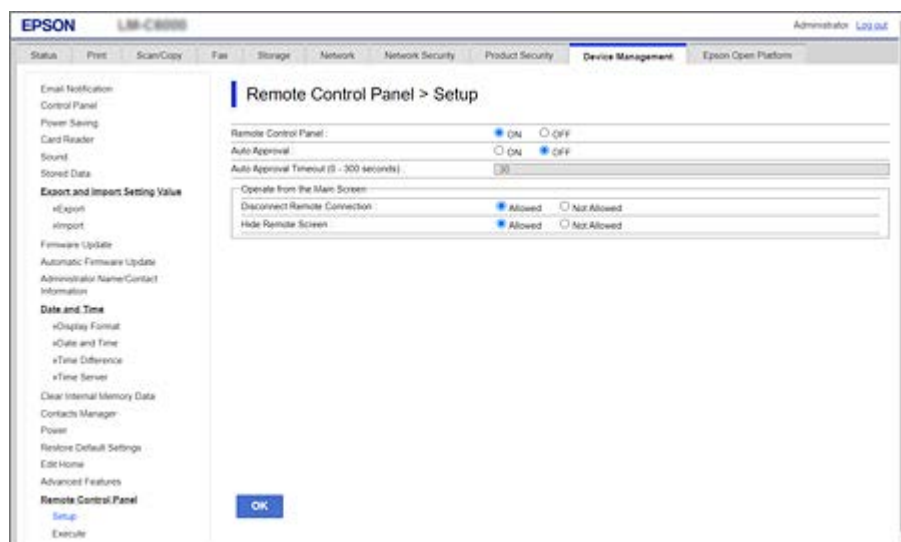 EPSON
Administrator Log out
Status Print Scan/Copy Fax Storage Network Network Security Product Security Device Management Epson Open Platform
Email Notification
Control Panel
Power Saving
Card Reader
Sound
Stored Data
Export and Import Setting Value
»Export
»Import
Firmware Update
Automatic Firmware Update
Administrator Name/Contact
Information
Date and Time
»Display Format
»Date and Time
»Time Difference
»Time Server
Clear Internal Memory Data
Contacts Manager
Power
Restore Default Settings
Edit Home
Advanced Features
Remote Control Panel
Setup
Execute
Remote Control Panel > Setup
Remote Control Panel : ON OFF
Auto Approval : ON OFF
Auto Approval Timeout (0 - 300 seconds) : 30
Operate from the Main Screen
Disconnect Remote Connection : Allowed Not Allowed
Hide Remote Screen : Allowed Not Allowed
OK